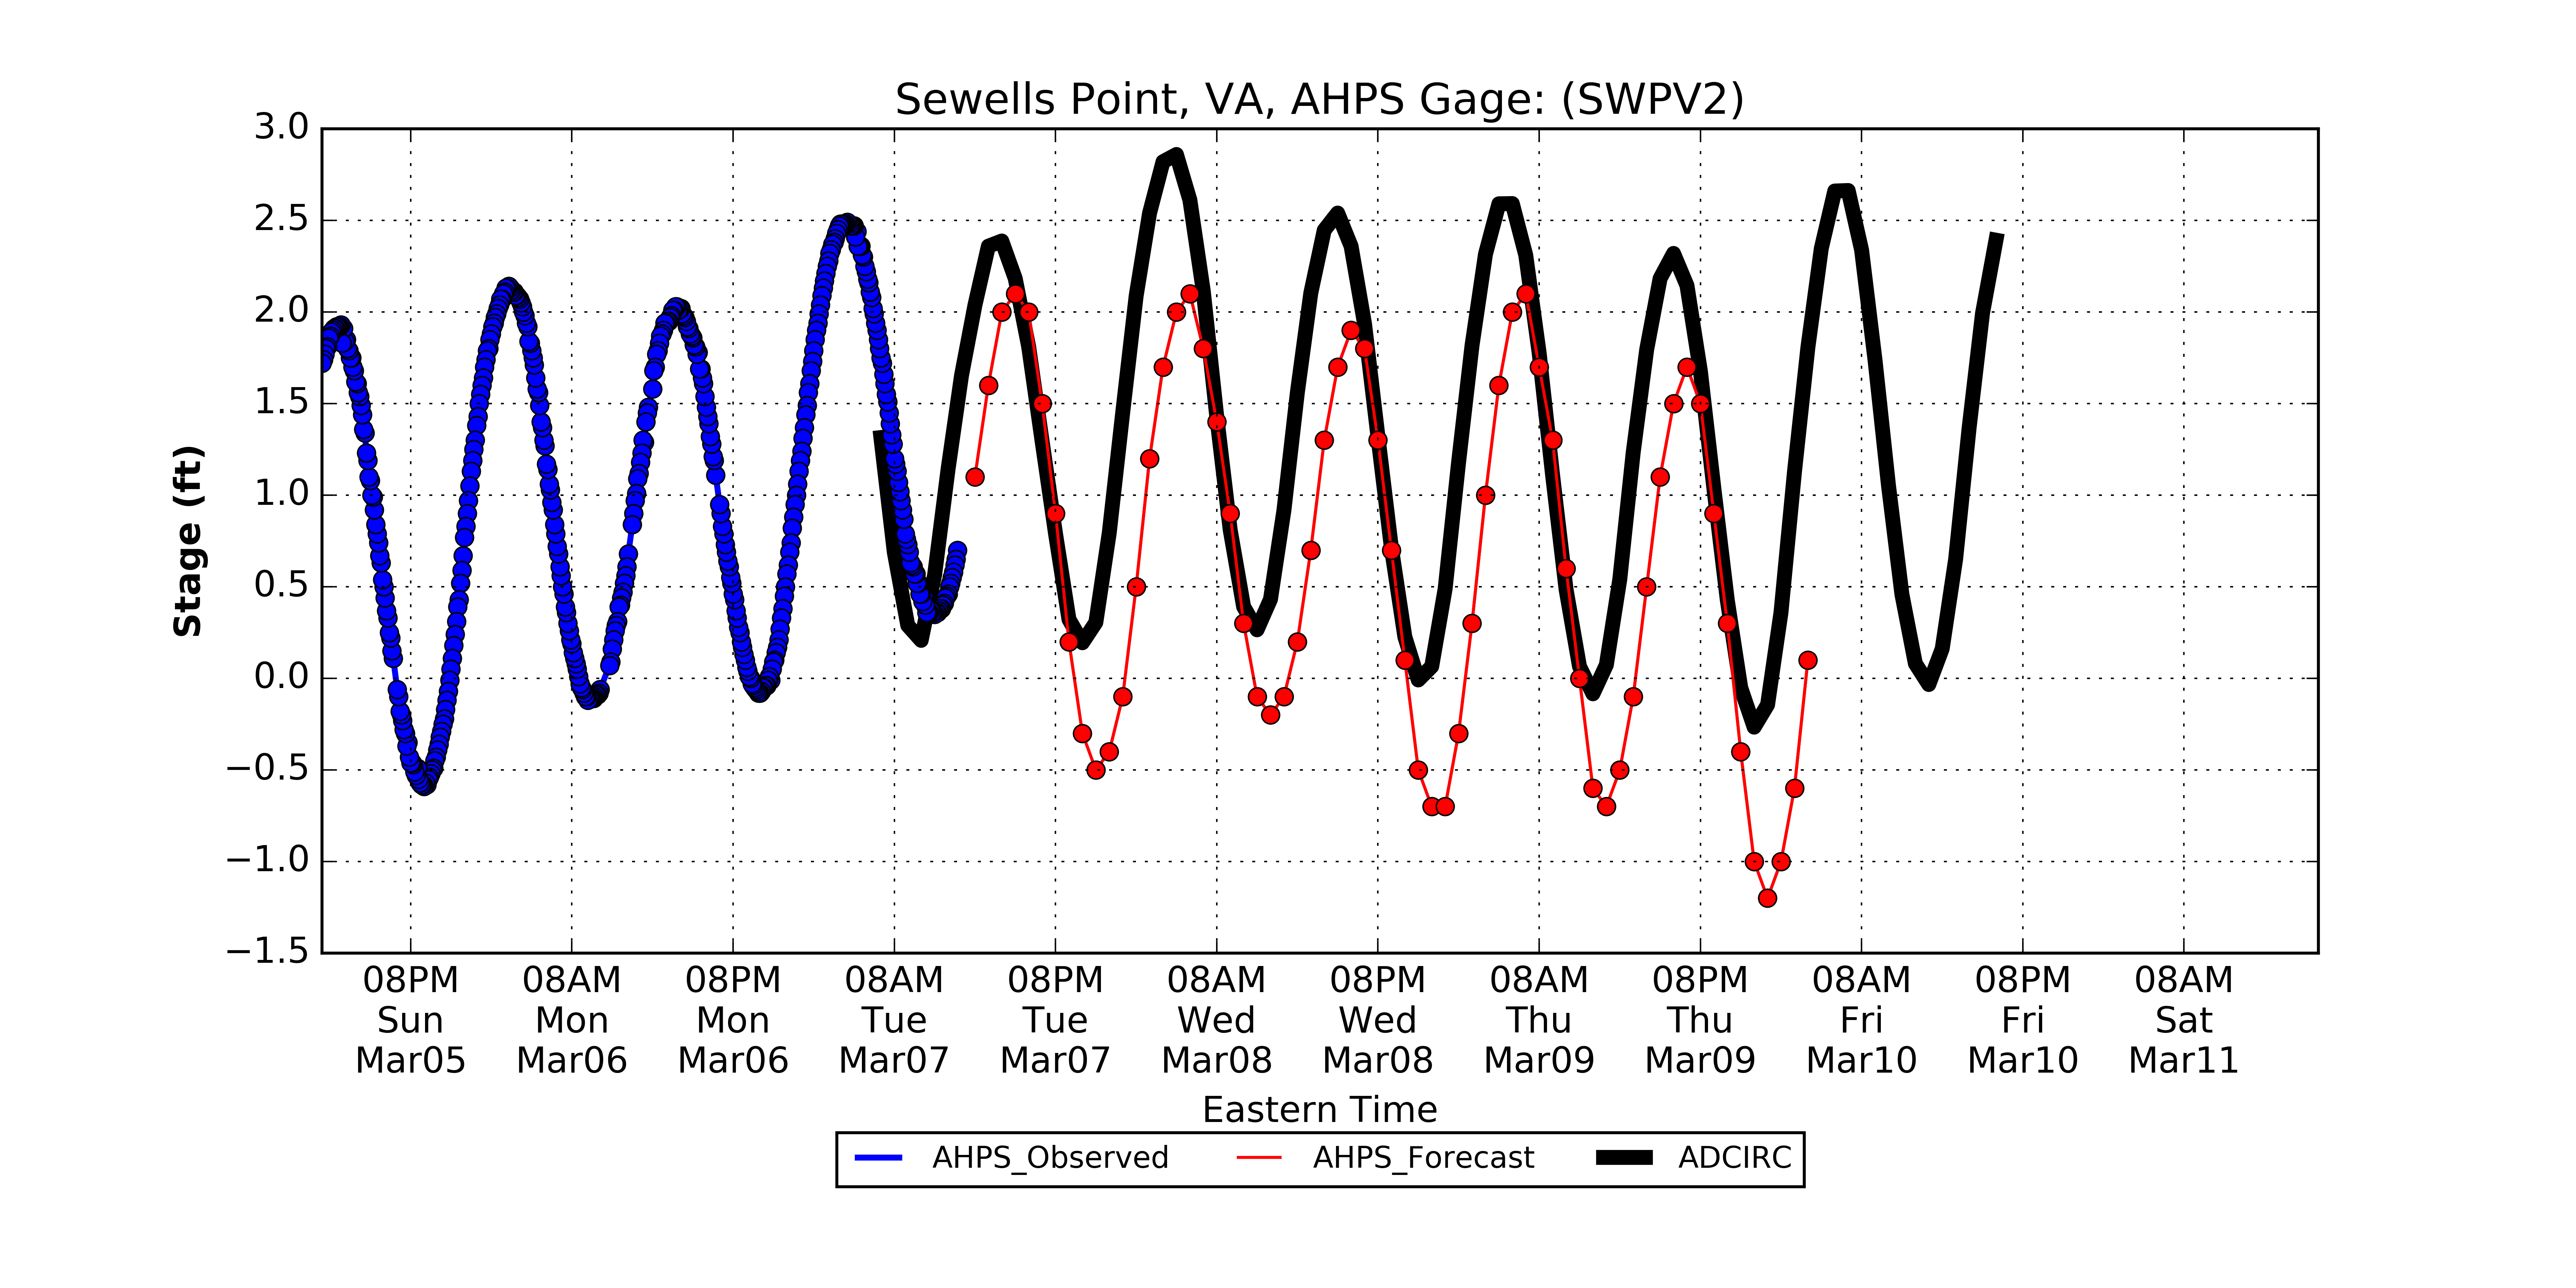 Sewells Point, VA, AHPS Gage: (SWPV2)
3.0
2.5
2.0
1.5
1.0
0.5
0.0
−0.5
−1.0
−1.5
Stage (ft)
08PM 08AM 08PM 08AM 08PM 08AM 08PM 08AM 08PM 08AM 08PM 08AM
Sun Mon Mon Tue Tue Wed Wed Thu Thu Fri Fri Sat
Mar05 Mar06 Mar06 Mar07 Mar07 Mar08 Mar08 Mar09 Mar09 Mar10 Mar10 Mar11
Eastern Time
AHPS_Observed AHPS_Forecast ADCIRC